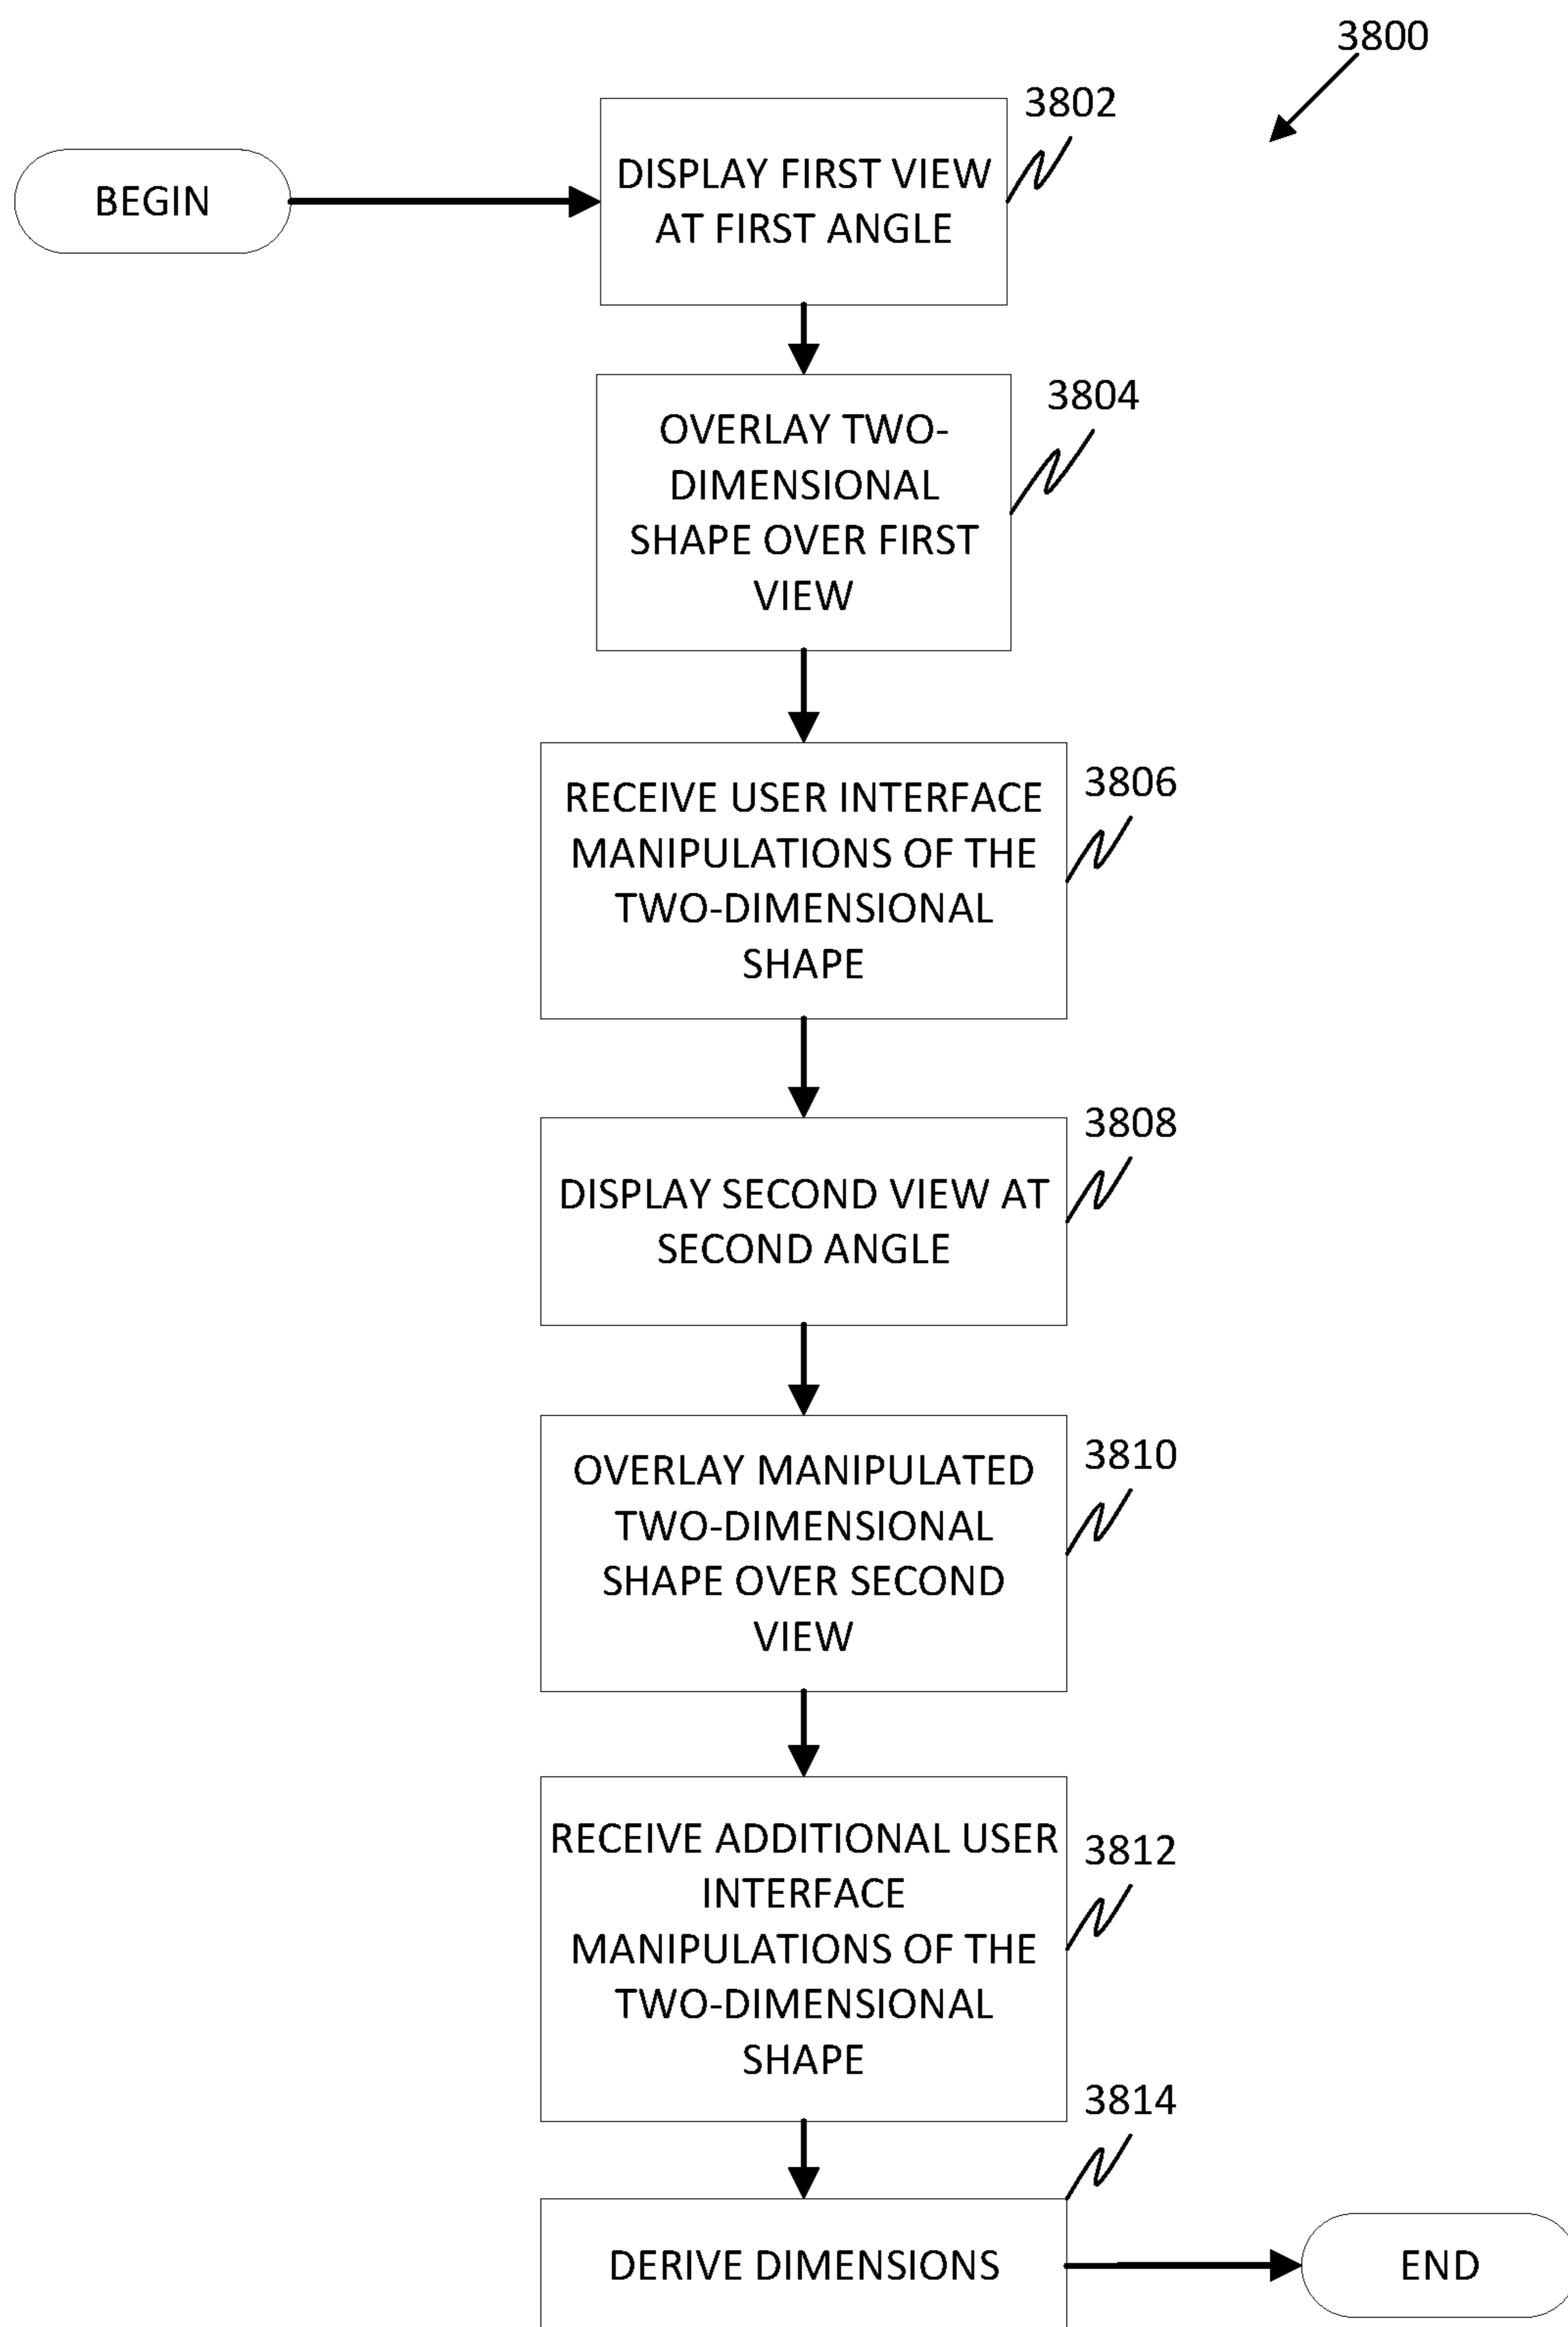 3800
3802
BEGIN
DISPLAY FIRST VIEW
AT FIRST ANGLE
3804
OVERLAY TWO-
DIMENSIONAL
SHAPE OVER FIRST
VIEW
3806
RECEIVE USER INTERFACE
MANIPULATIONS OF THE
TWO-DIMENSIONAL
SHAPE
3808
DISPLAY SECOND VIEW AT
SECOND ANGLE
3810
OVERLAY MANIPULATED
TWO-DIMENSIONAL
SHAPE OVER SECOND
VIEW
3812
RECEIVE ADDITIONAL USER
INTERFACE
MANIPULATIONS OF THE
TWO-DIMENSIONAL
SHAPE
3814
DERIVE DIMENSIONS
END